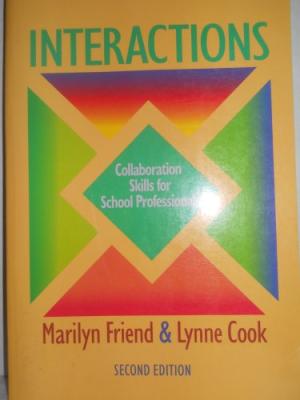 INTERACTIONS
Collaboration
Skills for
School Professionals
Marilyn Friend & Lynne Cook
SECOND EDITION